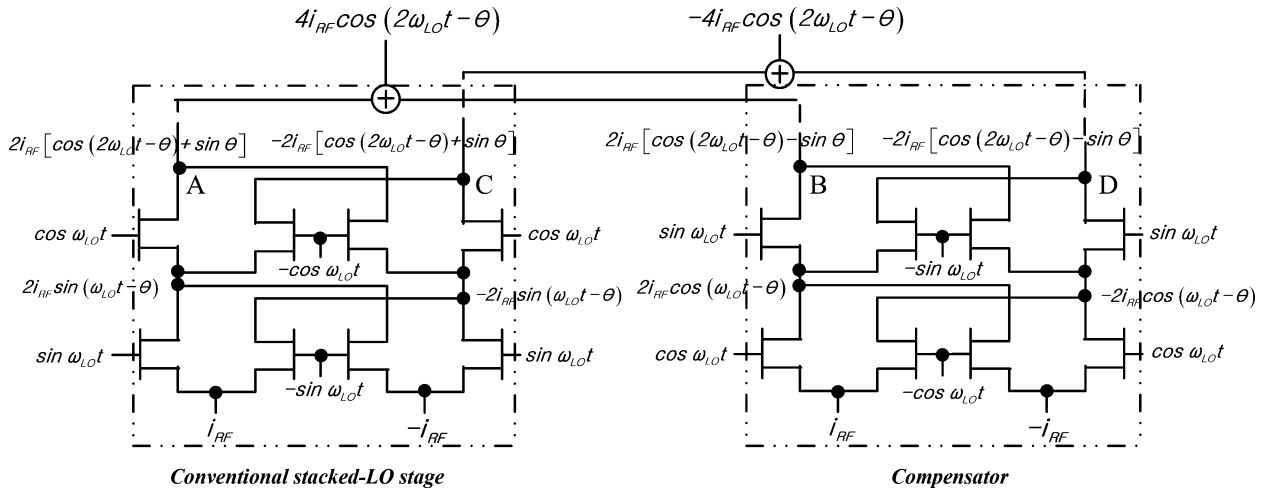 4i_RF cos (2ω_LO t − θ)
−4i_RF cos (2ω_LO t − θ)
2i_RF [cos (2ω_LO t − θ) + sin θ]
−2i_RF [cos (2ω_LO t − θ) + sin θ]
2i_RF [cos (2ω_LO t − θ) − sin θ]
−2i_RF [cos (2ω_LO t − θ) − sin θ]
A
C
B
D
cos ω_LO t
−cos ω_LO t
cos ω_LO t
sin ω_LO t
−sin ω_LO t
sin ω_LO t
2i_RF sin (ω_LO t − θ)
−2i_RF sin (ω_LO t − θ)
2i_RF cos (ω_LO t − θ)
−2i_RF cos (ω_LO t − θ)
sin ω_LO t
−sin ω_LO t
sin ω_LO t
cos ω_LO t
−cos ω_LO t
cos ω_LO t
i_RF
−i_RF
i_RF
−i_RF
Conventional stacked-LO stage
Compensator